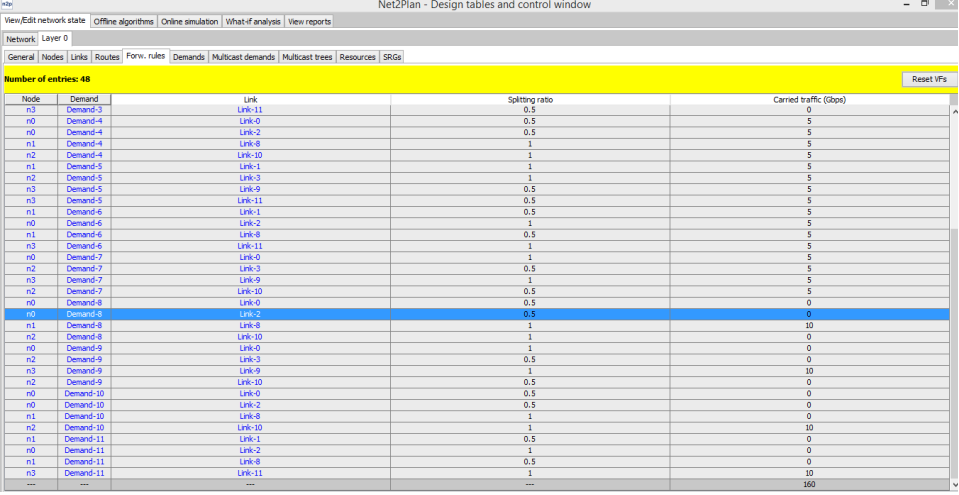 n2p Net2Plan - Design tables and control window
View/Edit network state Offline algorithms Online simulation What-if analysis View reports
Network Layer 0
General Nodes Links Routes Forw. rules Demands Multicast demands Multicast trees Resources SRGs
Number of entries: 48 Reset VFs
Node Demand Link Splitting ratio Carried traffic (Gbps)
n3 Demand-3 Link-11 0.5 0
n0 Demand-4 Link-0 0.5 5
n0 Demand-4 Link-2 0.5 5
n1 Demand-4 Link-8 1 5
n2 Demand-4 Link-10 1 5
n1 Demand-5 Link-1 1 5
n2 Demand-5 Link-3 1 5
n3 Demand-5 Link-9 0.5 5
n3 Demand-5 Link-11 0.5 5
n1 Demand-6 Link-1 0.5 5
n0 Demand-6 Link-2 1 5
n1 Demand-6 Link-8 0.5 5
n3 Demand-6 Link-11 1 5
n0 Demand-7 Link-0 1 5
n2 Demand-7 Link-3 0.5 5
n3 Demand-7 Link-9 1 5
n2 Demand-7 Link-10 0.5 5
n0 Demand-8 Link-0 0.5 0
n0 Demand-8 Link-2 0.5 0
n1 Demand-8 Link-8 1 10
n2 Demand-8 Link-10 1 0
n0 Demand-9 Link-0 1 0
n2 Demand-9 Link-3 0.5 0
n3 Demand-9 Link-9 1 10
n2 Demand-9 Link-10 0.5 0
n0 Demand-10 Link-0 0.5 0
n0 Demand-10 Link-2 0.5 0
n1 Demand-10 Link-8 1 0
n2 Demand-10 Link-10 1 10
n1 Demand-11 Link-1 0.5 0
n0 Demand-11 Link-2 1 0
n1 Demand-11 Link-8 0.5 0
n3 Demand-11 Link-11 1 10
--- --- --- --- 160